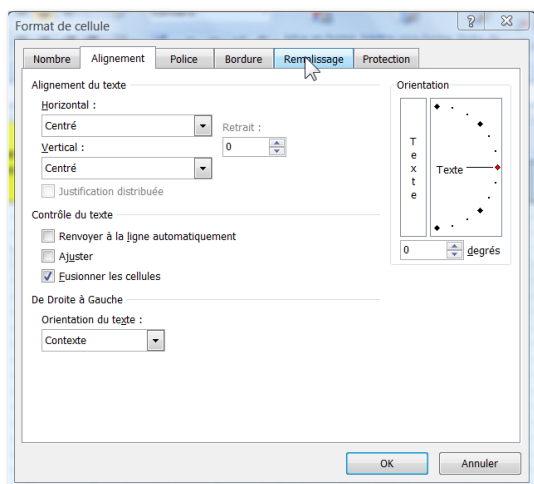 Format de cellule
Nombre Alignement Police Bordure Remplissage Protection
Alignement du texte
Horizontal :
Centré
Retrait :
Vertical :
0
Centré
Justification distribuée
Contrôle du texte
Renvoyer à la ligne automatiquement
Ajuster
Fusionner les cellules
De Droite à Gauche
Orientation du texte :
Contexte
Orientation
Texte
Texte
0 degrés
OK Annuler